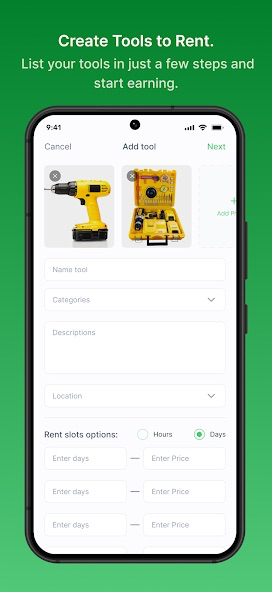 Create Tools to Rent.
List your tools in just a few steps and
start earning.
9:41
Cancel Add tool Next
Name tool
Categories
Descriptions
Location
Rent slots options: Hours Days
Enter days — Enter Price
Enter days — Enter Price
Enter days — Enter Price